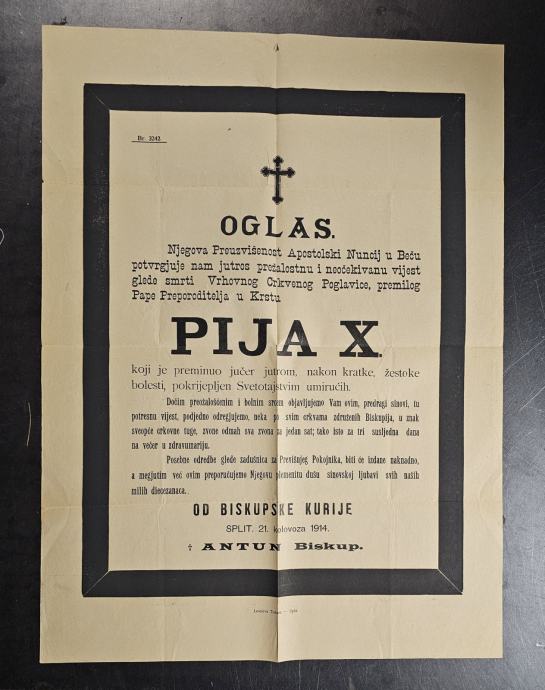 Br. 3242.
OGLAS.
Njegova Preuzvišenost Apostolski Nuncij u Beču
potvrgjuje nam jutros prežalostnu i neočekivanu vijest
glede smrti Vrhovnog Crkvenog Poglavice, premilog
Pape Preporoditelja u Krstu
PIJA X.
koji je preminuo jučer jutrom, nakon kratke, žestoke
bolesti, pokrijepljen Svetotajstvim umirućih.
Dočim preožalošćenim i bolnim srcem objavljujemo Vam ovim, predragi sinovi, tu
potresnu vijest, podjedno odregjujemo, neka po svim crkvama združenih Biskupija, u znak
sveopće crkovne tuge, zvone odmah sva zvona za jedan sat; tako isto za tri susljedna dana
na večer u zdravumariju.
Posebne odredbe glede zadušnica za Previšnjeg Pokojnika, biti će izdane naknadno,
a megjutim već ovim preporučujemo Njegovu plemenitu dušu sinovskoj ljubavi svih naših
milih diecezanaca.
OD BISKUPSKE KURIJE
SPLIT, 21. kolovoza 1914.
† ANTUN Biskup.